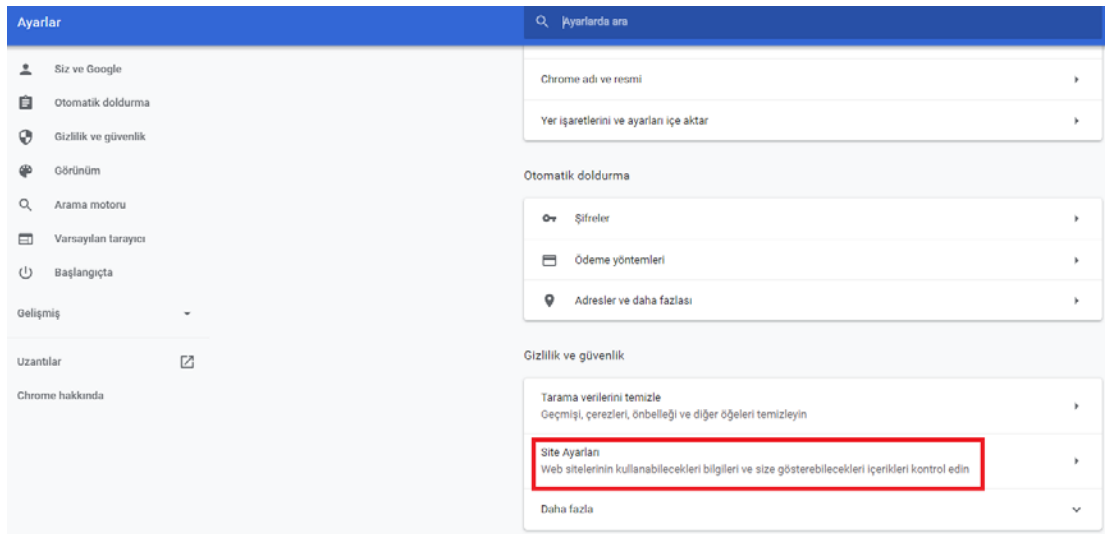 Ayarlar
Ayarlarda ara
Siz ve Google
Otomatik doldurma
Gizlilik ve güvenlik
Görünüm
Arama motoru
Varsayılan tarayıcı
Başlangıçta
Gelişmiş
Uzantılar
Chrome hakkında
Chrome adı ve resmi
Yer işaretlerini ve ayarları içe aktar
Otomatik doldurma
Şifreler
Ödeme yöntemleri
Adresler ve daha fazlası
Gizlilik ve güvenlik
Tarama verilerini temizle
Geçmişi, çerezleri, önbelleği ve diğer öğeleri temizleyin
Site Ayarları
Web sitelerinin kullanabilecekleri bilgileri ve size gösterebilecekleri içerikleri kontrol edin
Daha fazla